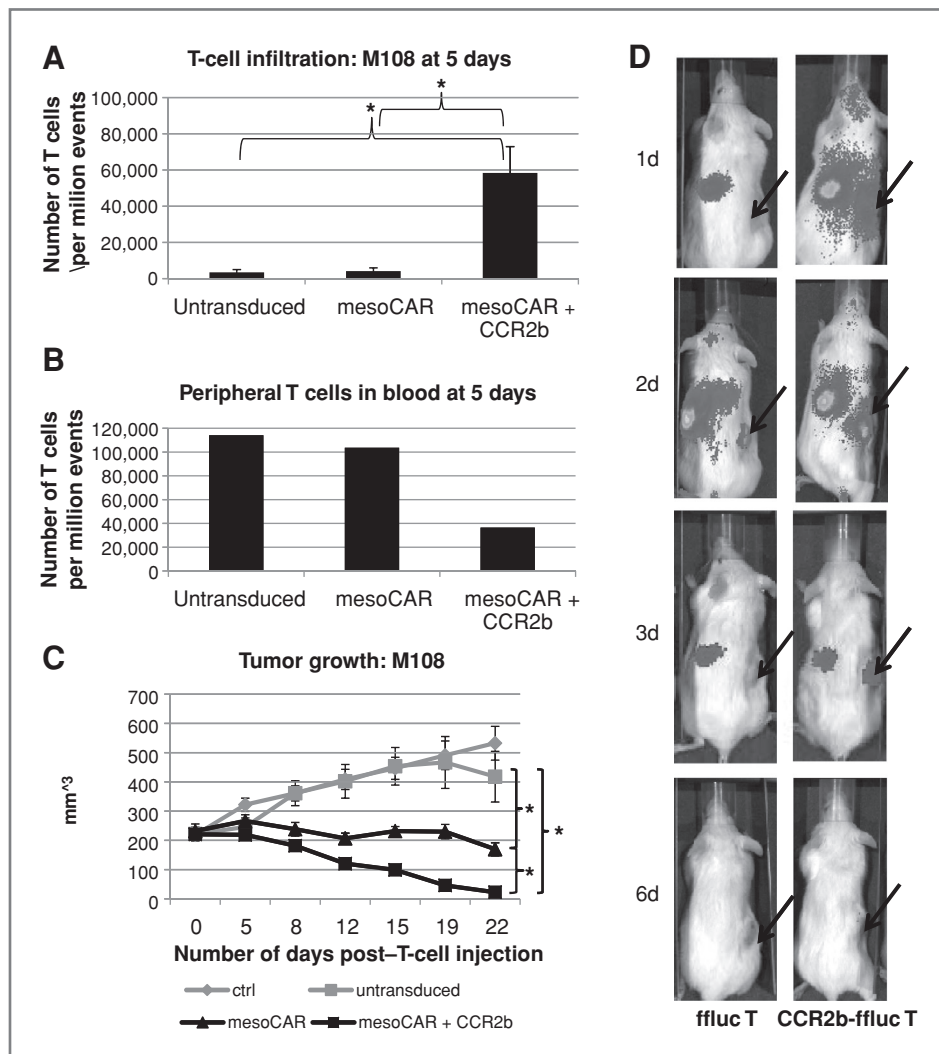 A
T-cell infiltration: M108 at 5 days
Number of T cells
\per milion events
100,000
80,000
60,000
40,000
20,000
0
*
*
Untransduced
mesoCAR
mesoCAR +
CCR2b
B
Peripheral T cells in blood at 5 days
Number of T cells
per million events
120,000
100,000
80,000
60,000
40,000
20,000
0
Untransduced
mesoCAR
mesoCAR +
CCR2b
C
Tumor growth: M108
mm^3
700
600
500
400
300
200
100
0
*
*
*
0 5 8 12 15 19 22
Number of days post–T-cell injection
ctrl
untransduced
mesoCAR
mesoCAR + CCR2b
D
1d
2d
3d
6d
ffluc T
CCR2b-ffluc T